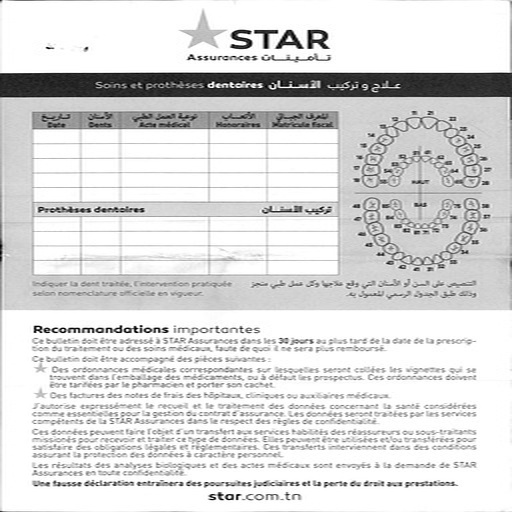 STAR
Assurances تأمينات
Soins et prothèses dentaires علاج و تركيب الأسنان
تاريخ الأسنان نوعية العمل الطبي الأتعاب المعرف الجبائي
Date Dents Acte médical Honoraires Matricule fiscal
Prothèses dentaires تركيب الأسنان
HAUT
BAS
Indiquer la dent traitée, l'intervention pratiquée
selon nomenclature officielle en vigueur.
التنصيص على السن أو الأسنان التي وقع علاجها وكل عمل طبي منجز
وذلك طبق الجدول الرسمي المعمول به.
Recommandations importantes
Ce bulletin doit être adressé à STAR Assurances dans les 30 jours au plus tard de la date de la prescrip-
tion du traitement ou des soins médicaux, faute de quoi il ne sera plus remboursé.
Ce bulletin doit être accompagné des pièces suivantes :
Des ordonnances médicales correspondantes sur lesquelles seront collées les vignettes qui se
trouvent dans l'emballage des médicaments, ou à défaut les prospectus. Ces ordonnances doivent
être tarifées par le pharmacien et porter son cachet.
Des factures des notes de frais des hôpitaux, cliniques ou auxiliaires médicaux.
J'autorise expressément le recueil et le traitement des données concernant la santé considérées
comme essentielles pour la gestion du contrat d'assurance. Les données seront traitées par les services
compétents de la STAR Assurances dans le respect des règles de confidentialité.
Ces données peuvent faire l'objet d'un transfert aux services habilités des réassureurs ou sous-traitants
missionés pour recevoir et traiter ce type de données. Elles peuvent être utilisées et/ou transférées pour
satisfaire des obligations légales et réglementaires. Ces transferts interviennent dans des conditions
assurant la protection des données à caractère personnel.
Les résultats des analyses biologiques et des actes médicaux sont envoyés à la demande de STAR
Assurances en toute confidentialité.
Une fausse déclaration entraînera des poursuites judiciaires et la perte du droit aux prestations.
star.com.tn